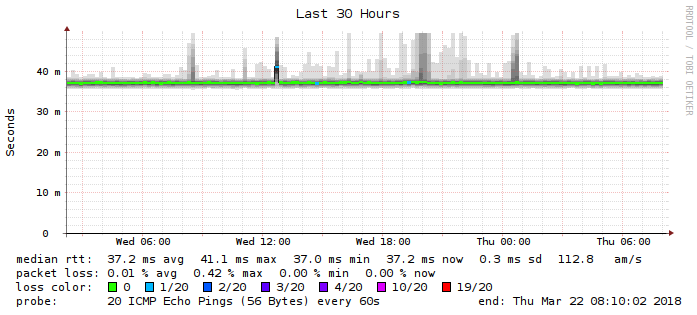 Last 30 Hours
RRDTOOL / TOBI OETIKER
Seconds
40 m
30 m
20 m
10 m
0
Wed 06:00 Wed 12:00 Wed 18:00 Thu 00:00 Thu 06:00
median rtt: 37.2 ms avg 41.1 ms max 37.0 ms min 37.2 ms now 0.3 ms sd 112.8 am/s
packet loss: 0.01 % avg 0.42 % max 0.00 % min 0.00 % now
loss color: 0 1/20 2/20 3/20 4/20 10/20 19/20
probe: 20 ICMP Echo Pings (56 Bytes) every 60s end: Thu Mar 22 08:10:02 2018